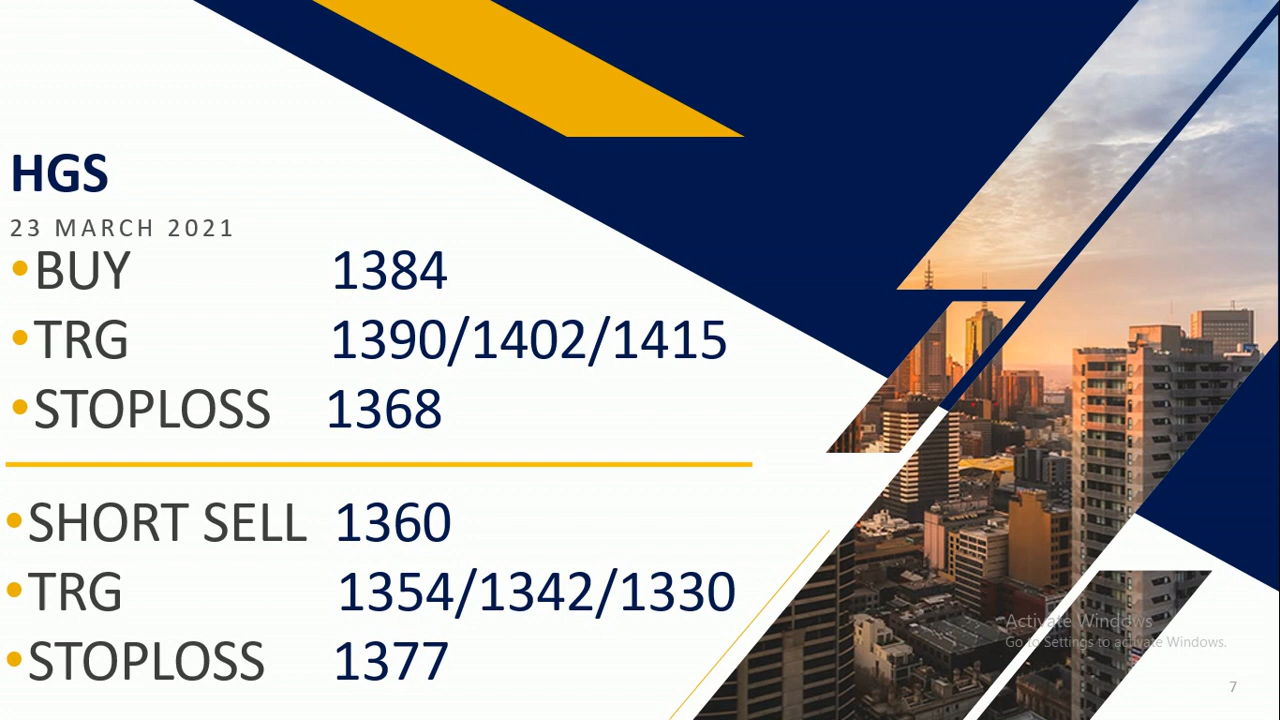 HGS
23 MARCH 2021
•BUY 1384
•TRG 1390/1402/1415
•STOPLOSS 1368
•SHORT SELL 1360
•TRG 1354/1342/1330
•STOPLOSS 1377
Activate Windows
Go to Settings to activate Windows.
7